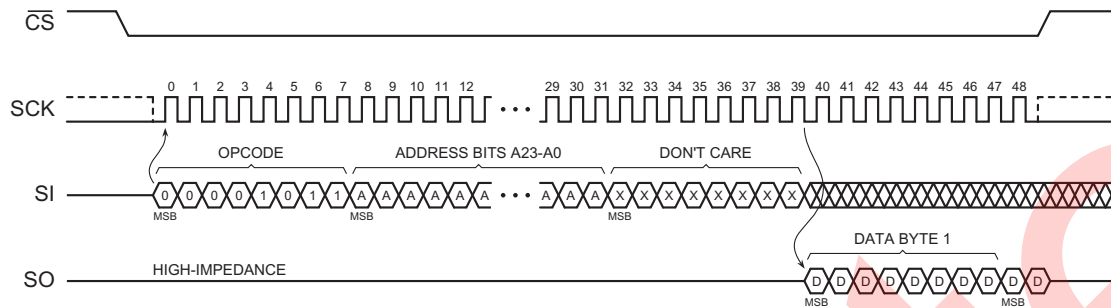 CS
0 1 2 3 4 5 6 7 8 9 10 11 12 29 30 31 32 33 34 35 36 37 38 39 40 41 42 43 44 45 46 47 48
SCK
OPCODE ADDRESS BITS A23-A0 DON'T CARE
SI 0 0 0 0 1 0 1 1 A A A A A A A A A X X X X X X X X
MSB MSB MSB
DATA BYTE 1
HIGH-IMPEDANCE
SO D D D D D D D D D D
MSB MSB